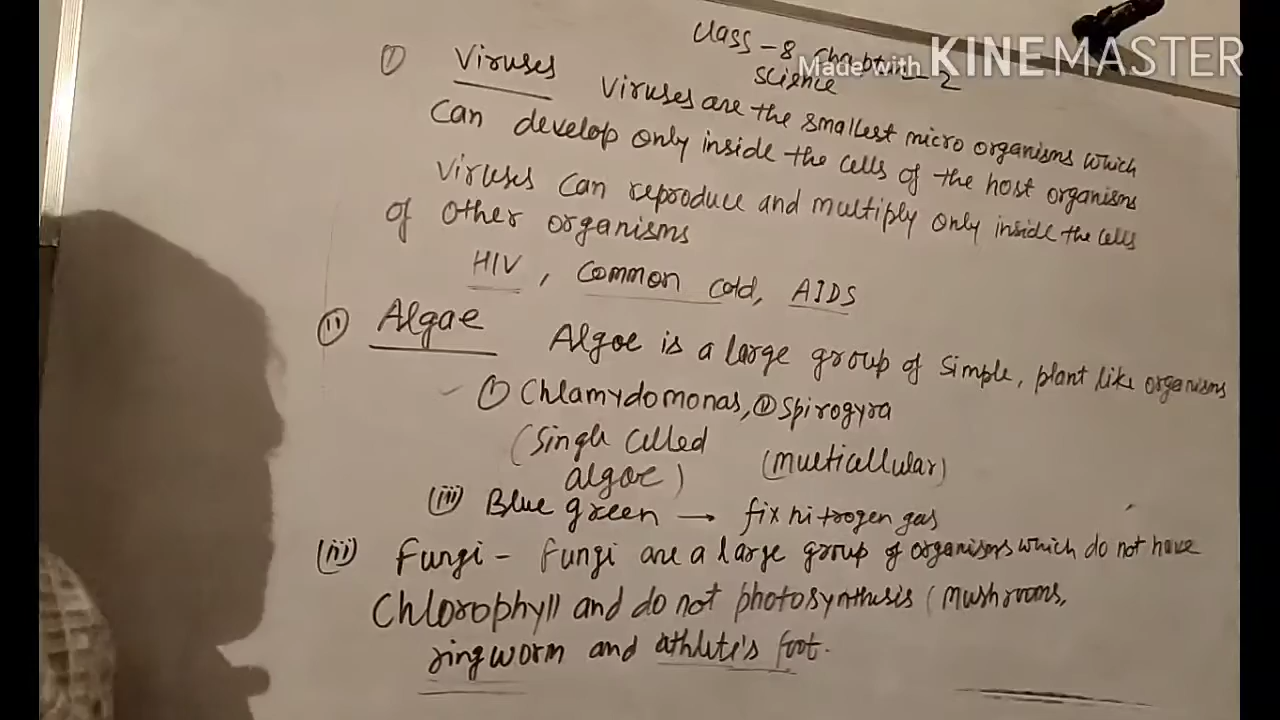 Class - 8 Chapter - 2
Science
Made with KINEMASTER
(i) Viruses Viruses are the smallest micro organisms which
can develop only inside the cells of the host organisms
Viruses can reproduce and multiply only inside the cells
of other organisms
HIV, Common Cold, AIDS
(ii) Algae Algae is a large group of simple, plant like organisms
(i) Chlamydomonas, (ii) Spirogyra
(Single celled (multicellular)
algae)
(iii) Blue green → fix nitrogen gas
(iii) Fungi - Fungi are a large group of organisms which do not have
Chlorophyll and do not photosynthesis (mushrooms,
ringworm and athlete's foot.